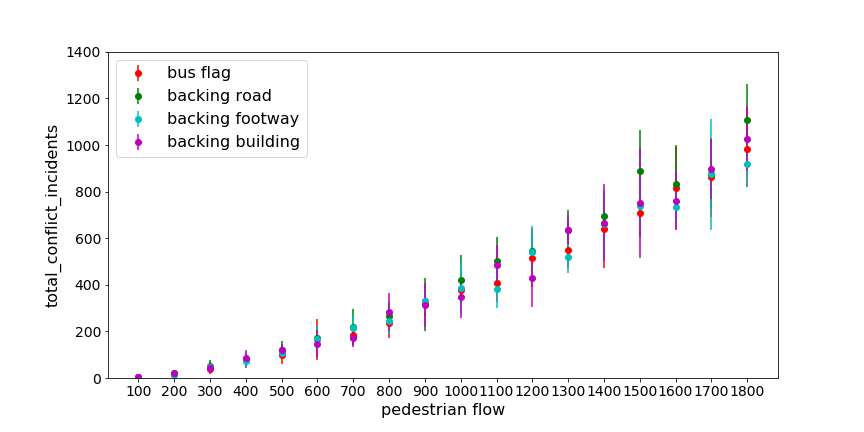 1400
1200
1000
800
600
400
200
0
total_conflict_incidents
bus flag
backing road
backing footway
backing building
100 200 300 400 500 600 700 800 900 1000 1100 1200 1300 1400 1500 1600 1700 1800
pedestrian flow